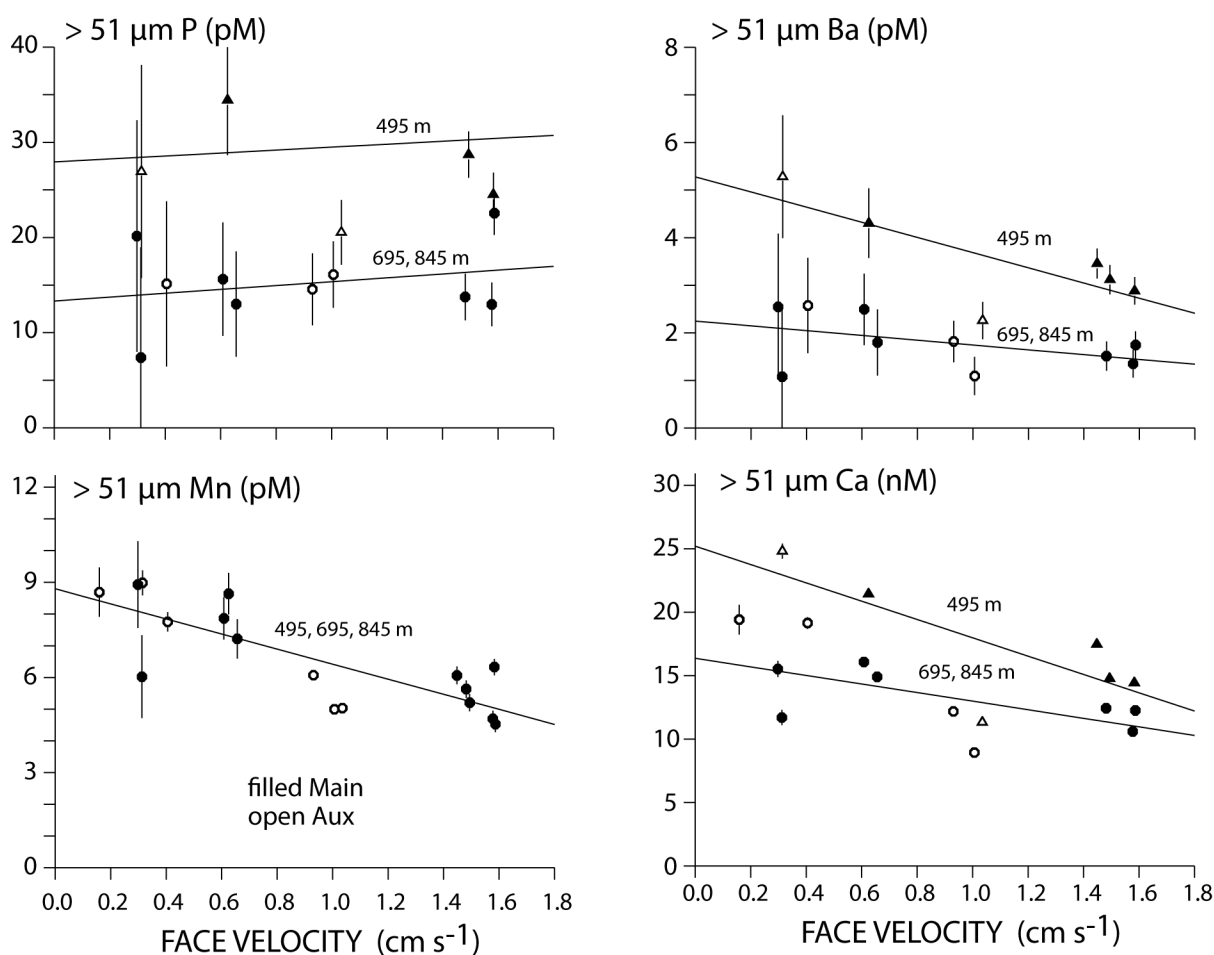 > 51 µm P (pM)
40
30
20
10
0
495 m
695, 845 m
> 51 µm Ba (pM)
8
6
4
2
0
495 m
695, 845 m
> 51 µm Mn (pM)
12
9
6
3
0
495, 695, 845 m
filled Main
open Aux
0.0 0.2 0.4 0.6 0.8 1.0 1.2 1.4 1.6 1.8
FACE VELOCITY (cm s-1)
> 51 µm Ca (nM)
30
25
20
15
10
5
0
495 m
695, 845 m
0.0 0.2 0.4 0.6 0.8 1.0 1.2 1.4 1.6 1.8
FACE VELOCITY (cm s-1)